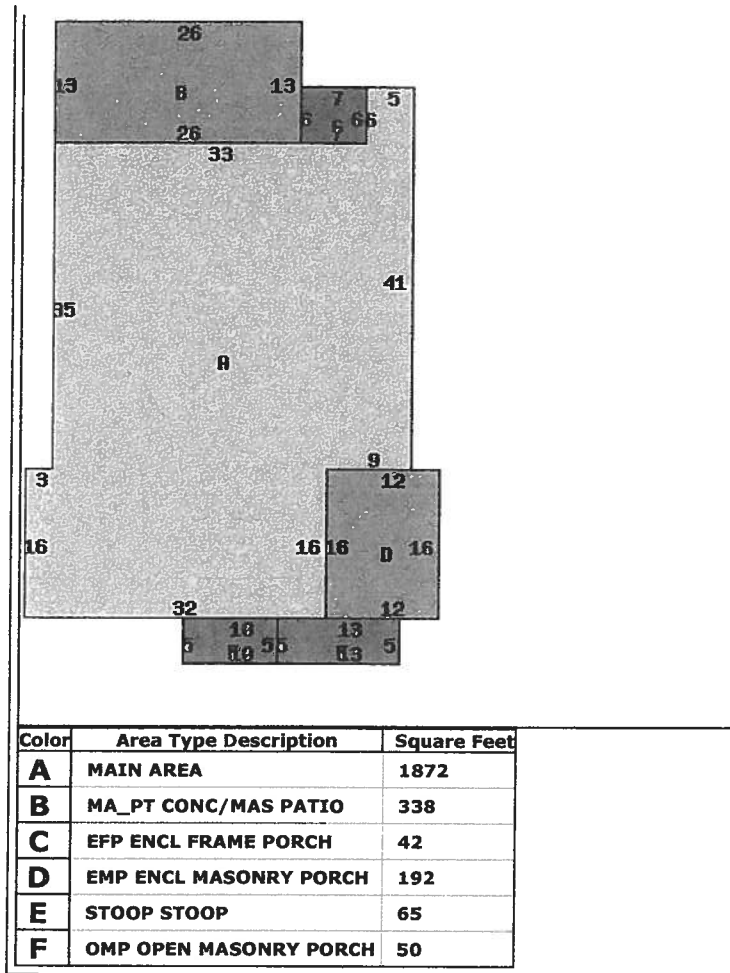 26
13 B 13 7 5
6 6 6
26
33
41
35
A
9
3 12
16 16 16 D 16
32 12
10 13
5 5 5 5
10 13
Color Area Type Description Square Feet
A MAIN AREA 1872
B MA_PT CONC/MAS PATIO 338
C EFP ENCL FRAME PORCH 42
D EMP ENCL MASONRY PORCH 192
E STOOP STOOP 65
F OMP OPEN MASONRY PORCH 50